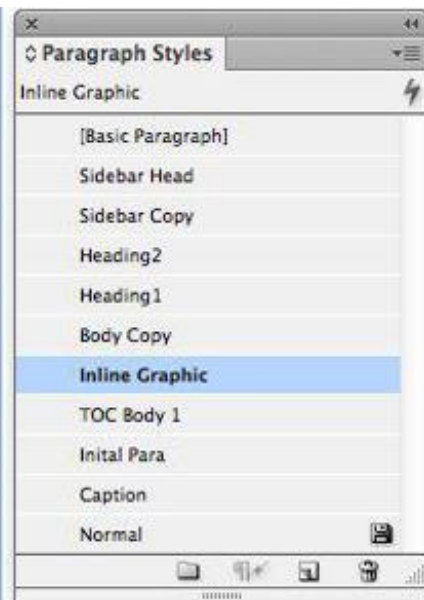 Paragraph Styles
Inline Graphic
[Basic Paragraph]
Sidebar Head
Sidebar Copy
Heading2
Heading1
Body Copy
Inline Graphic
TOC Body 1
Inital Para
Caption
Normal